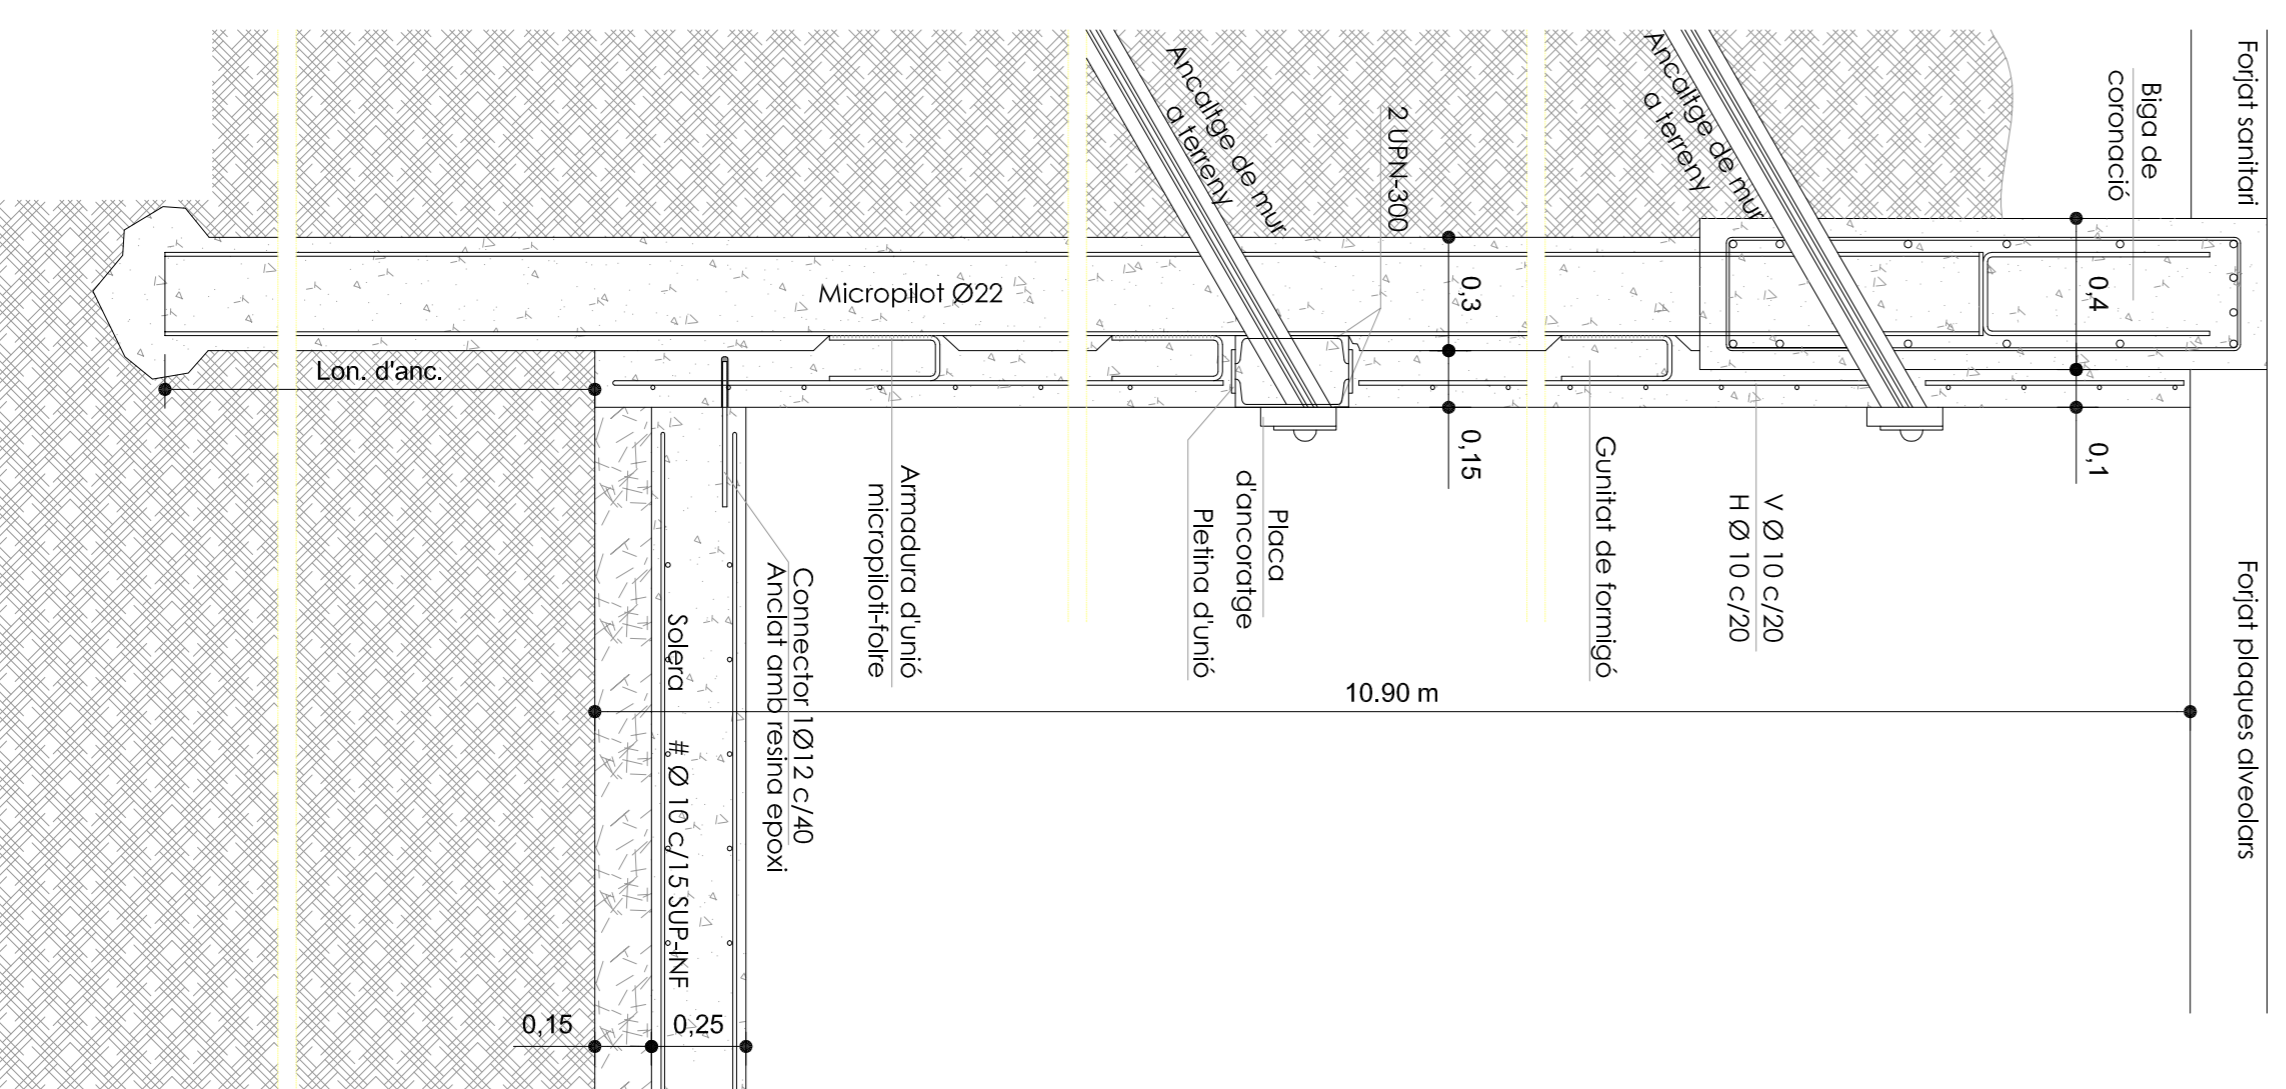 Forjat sanitari
Biga de
coronació
Ancaltge de mur
a terreny
2 UPN-300
Ancaltge de mur
a terreny
0,4
0,3
Micropilot Ø22
Lon. d'anc.
0,1
0,15
V Ø 10 c/20
H Ø 10 c/20
Gunitat de formigó
Placa
d'ancoratge
Pletina d'unió
Armadura d'unió
micropiloti-folre
Connector 1Ø12 c/40
Anclat amb resina epoxi
Solera # Ø 10 c/15 SUP-INF
Forjat plaques alveolars
10.90 m
0,15
0,25